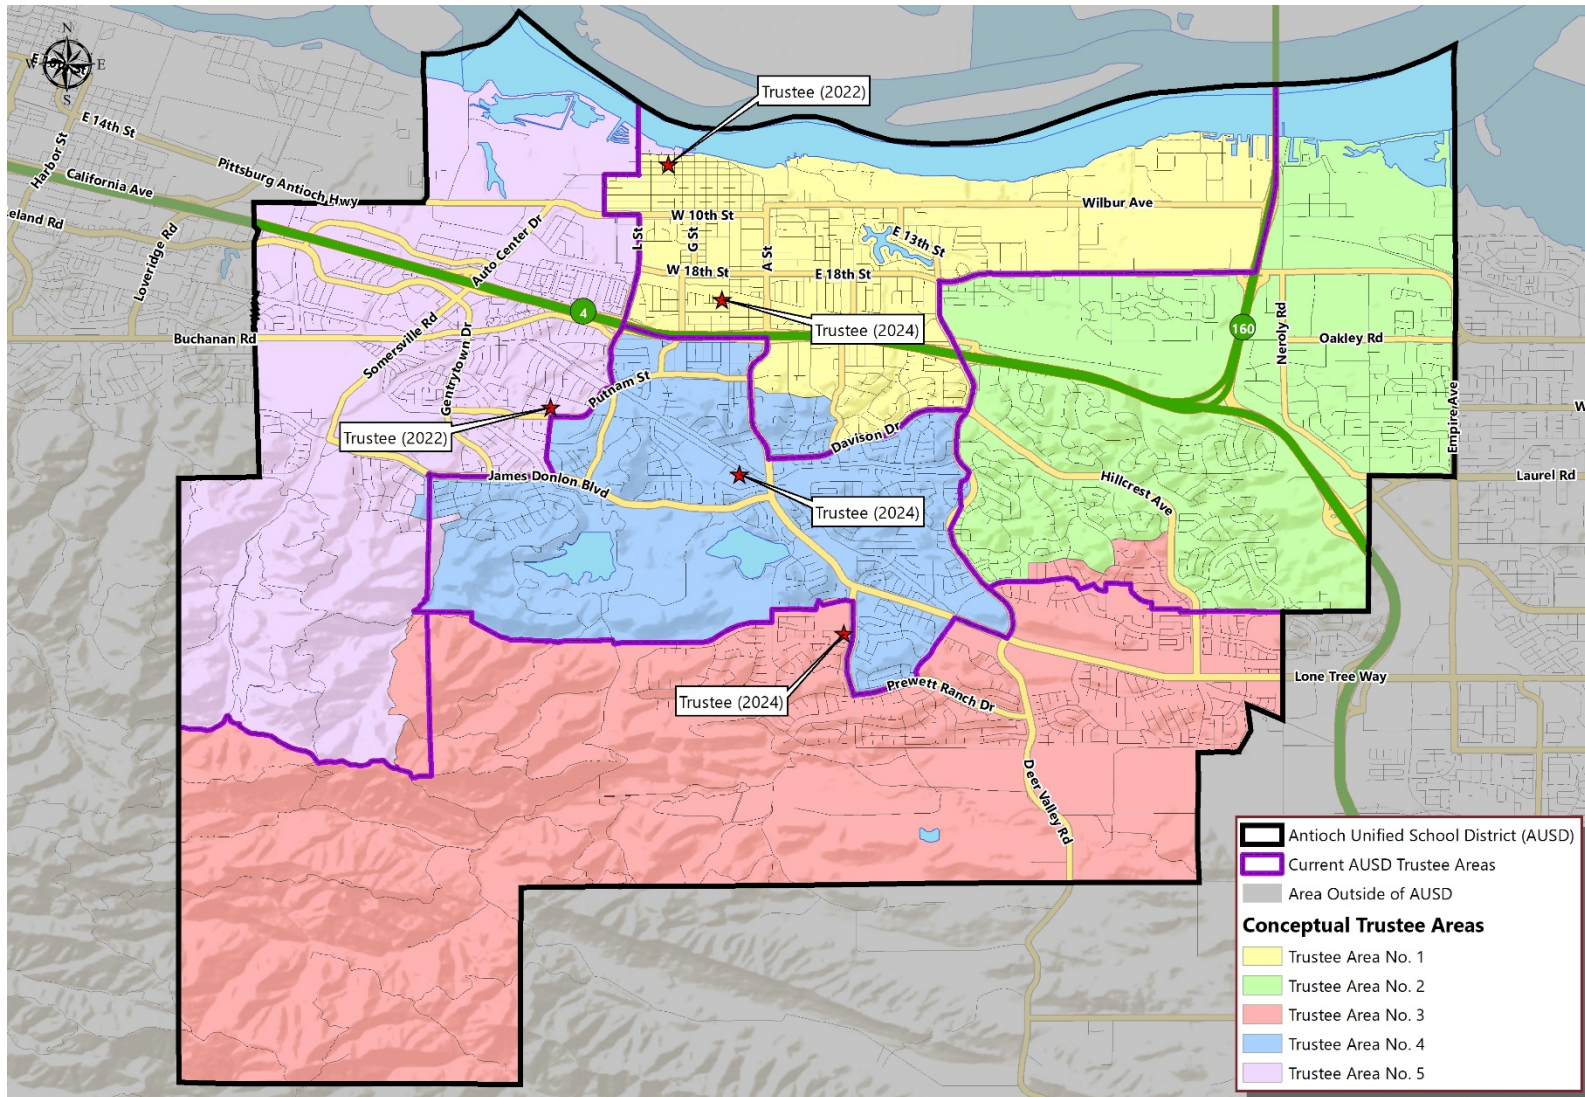 N
W
E
S
E 10th St
E 14th St
Harbor St
California Ave
Pittsburg Antioch Hwy
eland Rd
Loveridge Rd
Auto Center Dr
Buchanan Rd
Somersville Rd
Gentrytown Dr
Trustee (2022)
L St
W 10th St
G St
A St
E 13th St
Wilbur Ave
W 18th St
E 18th St
4
Trustee (2024)
160
Neroly Rd
Oakley Rd
Empire Ave
W
Putnam St
Trustee (2022)
Davison Dr
James Donlon Blvd
Trustee (2024)
Hillcrest Ave
Laurel Rd
Trustee (2024)
Prewett Ranch Dr
Lone Tree Way
Deer Valley Rd
Antioch Unified School District (AUSD)
Current AUSD Trustee Areas
Area Outside of AUSD
Conceptual Trustee Areas
Trustee Area No. 1
Trustee Area No. 2
Trustee Area No. 3
Trustee Area No. 4
Trustee Area No. 5